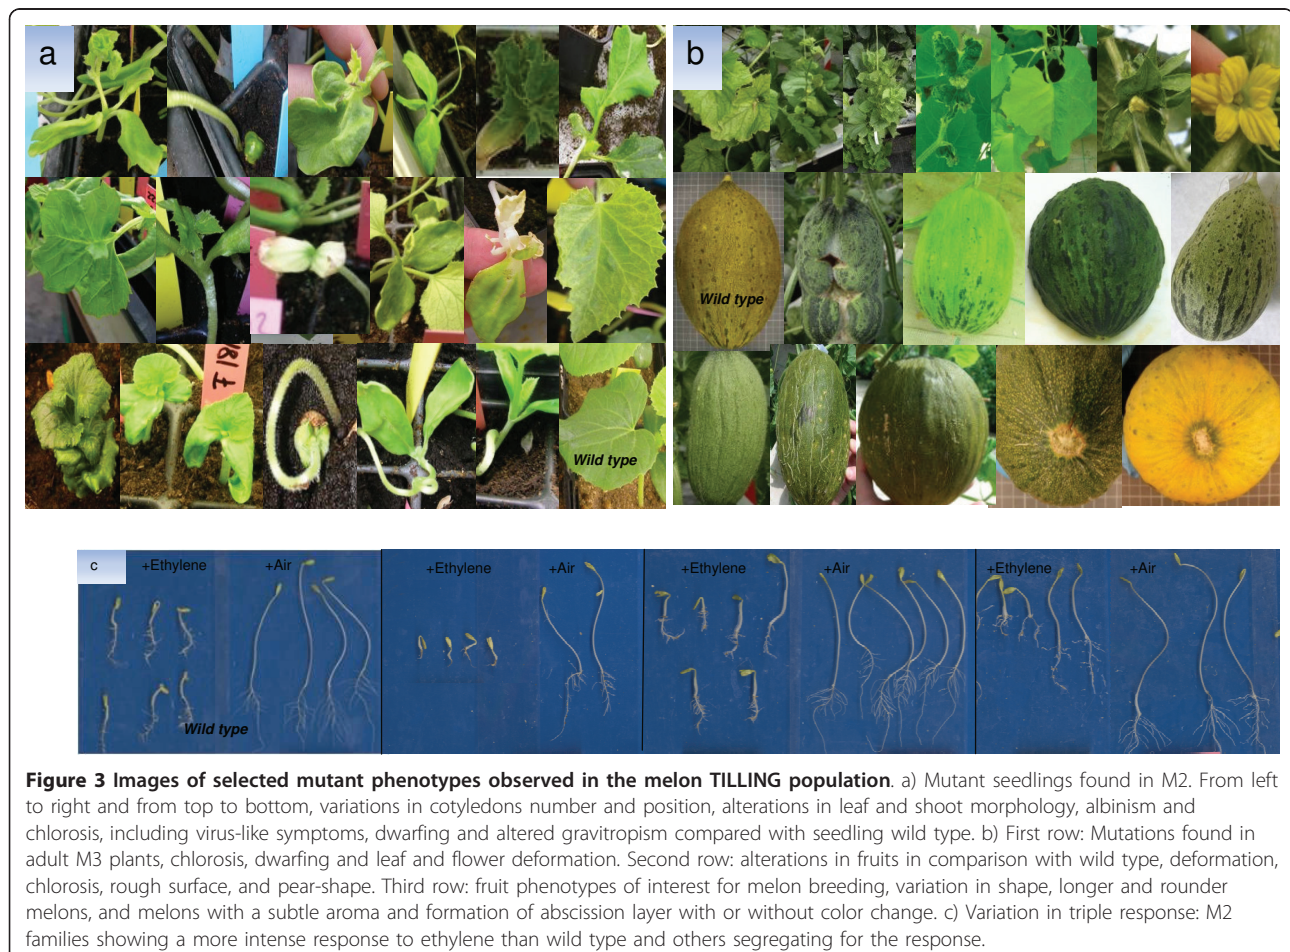 a
b
Wild type
Wild type
c
+Ethylene
+Air
+Ethylene
+Air
+Ethylene
+Air
+Ethylene
+Air
Wild type
Figure 3 Images of selected mutant phenotypes observed in the melon TILLING population. a) Mutant seedlings found in M2. From left
to right and from top to bottom, variations in cotyledons number and position, alterations in leaf and shoot morphology, albinism and
chlorosis, including virus-like symptoms, dwarfing and altered gravitropism compared with seedling wild type. b) First row: Mutations found in
adult M3 plants, chlorosis, dwarfing and leaf and flower deformation. Second row: alterations in fruits in comparison with wild type, deformation,
chlorosis, rough surface, and pear-shape. Third row: fruit phenotypes of interest for melon breeding, variation in shape, longer and rounder
melons, and melons with a subtle aroma and formation of abscission layer with or without color change. c) Variation in triple response: M2
families showing a more intense response to ethylene than wild type and others segregating for the response.